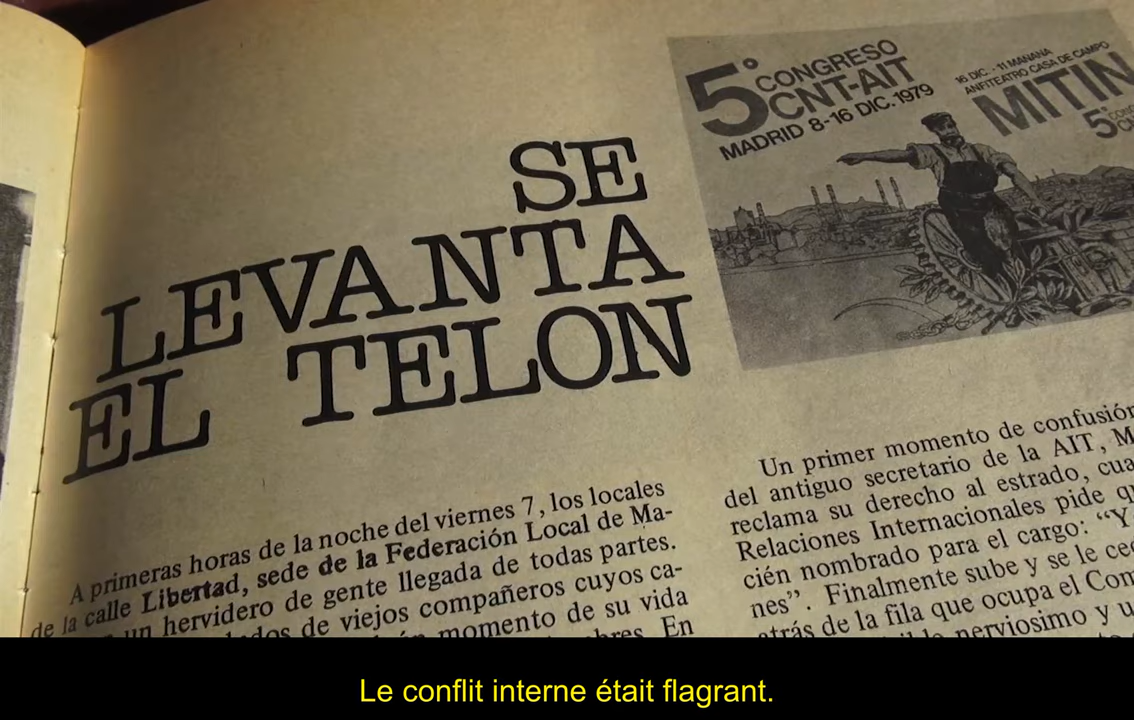 SE
LEVANTA
EL TELON
5º CONGRESO
CNT-AIT
MADRID 8-16 DIC. 1979
16 DIC. - 11 MAÑANA
ANFITEATRO CASA DE CAMPO
MITIN
5º
A primeras horas de la noche del viernes 7, los locales
de la calle Libertad, sede de la Federación Local de Ma-
un hervidero de gente llegada de todas partes.
de viejos compañeros cuyos ca-
momento de su vida
En
Un primer momento de confusión
del antiguo secretario de la AIT,
reclama su derecho al estrado,
Relaciones Internacionales pide
cién nombrado para el cargo: “Y
nes”. Finalmente sube y se le
atrás de la fila que ocupa el
nerviosimo y
Le conflit interne était flagrant.